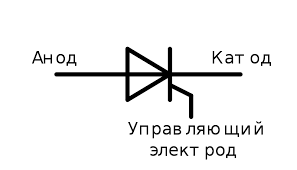 Анод
Катод
Управляющий
электрод